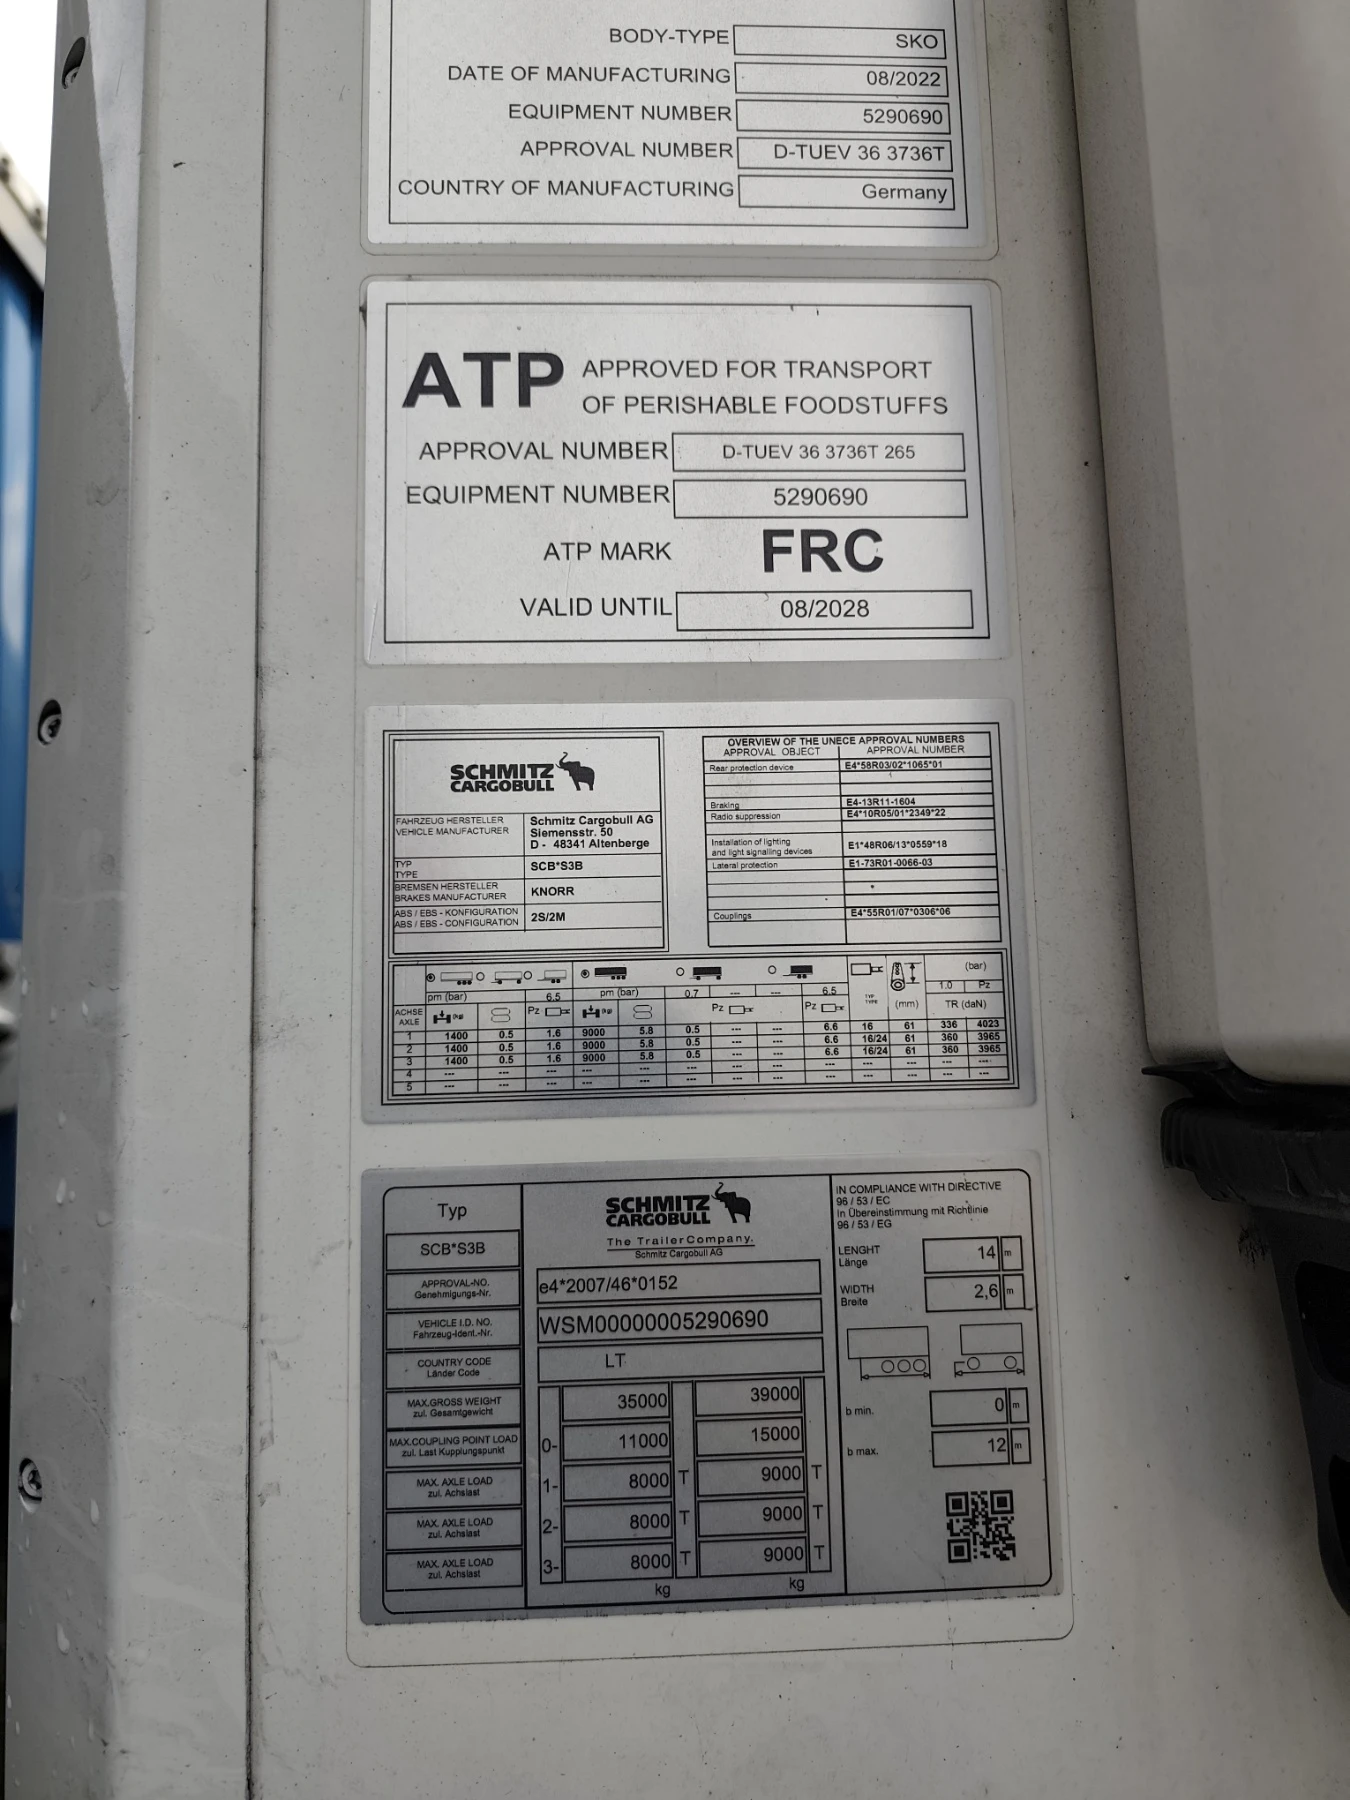 BODY-TYPE SKO
DATE OF MANUFACTURING 08/2022
EQUIPMENT NUMBER 5290690
APPROVAL NUMBER D-TUEV 36 3736T
COUNTRY OF MANUFACTURING Germany
ATP APPROVED FOR TRANSPORT
OF PERISHABLE FOODSTUFFS
APPROVAL NUMBER D-TUEV 36 3736T 265
EQUIPMENT NUMBER 5290690
ATP MARK FRC
VALID UNTIL 08/2028
SCHMITZ
CARGOBULL
FAHRZEUG HERSTELLER
VEHICLE MANUFACTURER
Schmitz Cargobull AG
Siemensstr. 50
D - 48341 Altenberge
TYP
TYPE
SCB*S3B
BREMSEN HERSTELLER
BRAKES MANUFACTURER
KNORR
ABS / EBS - KONFIGURATION
ABS / EBS - CONFIGURATION
2S/2M
OVERVIEW OF THE UNECE APPROVAL NUMBERS
APPROVAL OBJECT APPROVAL NUMBER
Rear protection device E4*58R03/02*1065*01
Braking E4-13R11-1604
Radio suppression E4*10R05/01*2349*22
Installation of lighting
and light signalling devices
E1*48R06/13*0559*18
Lateral protection E1-73R01-0066-03
Couplings E4*55R01/07*0306*06
(bar)
pm (bar) 6.5 pm (bar) 0.7 --- --- 6.5 1.0 Pz
ACHSE
AXLE
Pz Pz Pz TYP
TYPE
(mm) TR (daN)
1 1400 0.5 1.6 9000 5.8 0.5 --- --- 6.6 16 61 336 4023
2 1400 0.5 1.6 9000 5.8 0.5 --- --- 6.6 16/24 61 360 3965
3 1400 0.5 1.6 9000 5.8 0.5 --- --- 6.6 16/24 61 360 3965
4 --- --- --- --- --- --- --- --- --- --- --- --- ---
5 --- --- --- --- --- --- --- --- --- --- --- --- ---
Typ
SCB*S3B
SCHMITZ
CARGOBULL
The TrailerCompany.
Schmitz Cargobull AG
APPROVAL-NO.
Genehmigungs-Nr.
e4*2007/46*0152
VEHICLE I.D. NO.
Fahrzeug-Ident.-Nr.
WSM00000005290690
COUNTRY CODE
Länder Code
LT
MAX.GROSS WEIGHT
zul. Gesamtgewicht
35000 39000
MAX.COUPLING POINT LOAD
zul. Last Kupplungspunkt
0- 11000 15000
MAX. AXLE LOAD
zul. Achslast
1- 8000 T 9000 T
MAX. AXLE LOAD
zul. Achslast
2- 8000 T 9000 T
MAX. AXLE LOAD
zul. Achslast
3- 8000 T 9000 T
kg kg
IN COMPLIANCE WITH DIRECTIVE
96 / 53 / EC
In Übereinstimmung mit Richtlinie
96 / 53 / EG
LENGHT
Länge
14 m
WIDTH
Breite
2,6 m
b min. 0 m
b max. 12 m